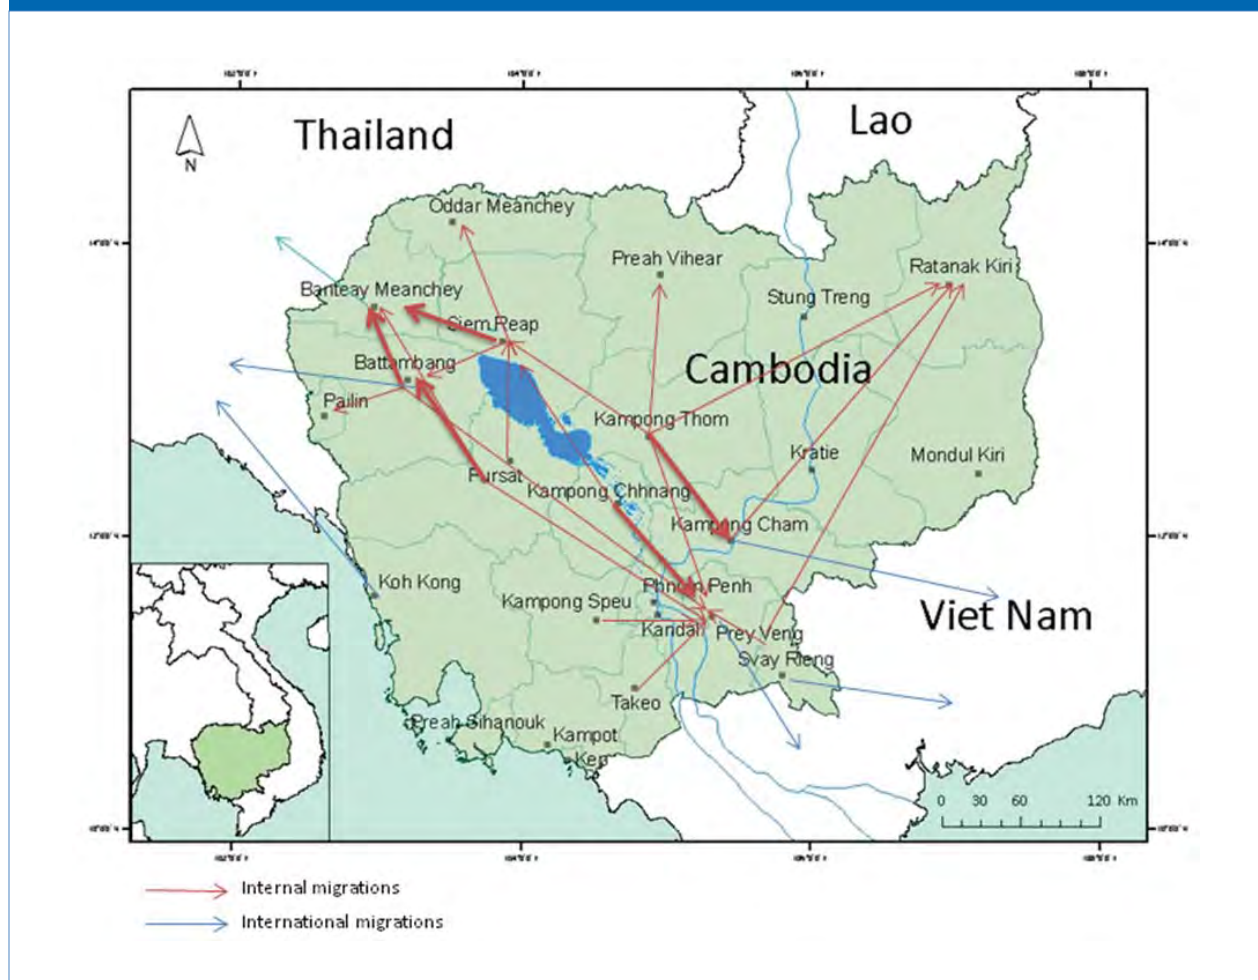 Thailand
Lao
N
Oddar Meanchey
Preah Vihear
Ratanak Kiri
Banteay Meanchey
Stung Treng
Siem Reap
Battambang
Cambodia
Pailin
Kampong Thom
Kratie
Mondul Kiri
Pursat
Kampong Chhnang
Kampong Cham
Koh Kong
Phnom Penh
Kampong Speu
Viet Nam
Kandal
Prey Veng
Svay Rieng
Takeo
Preah Sihanouk
Kampot
Kep
0 30 60 120 Km
Internal migrations
International migrations